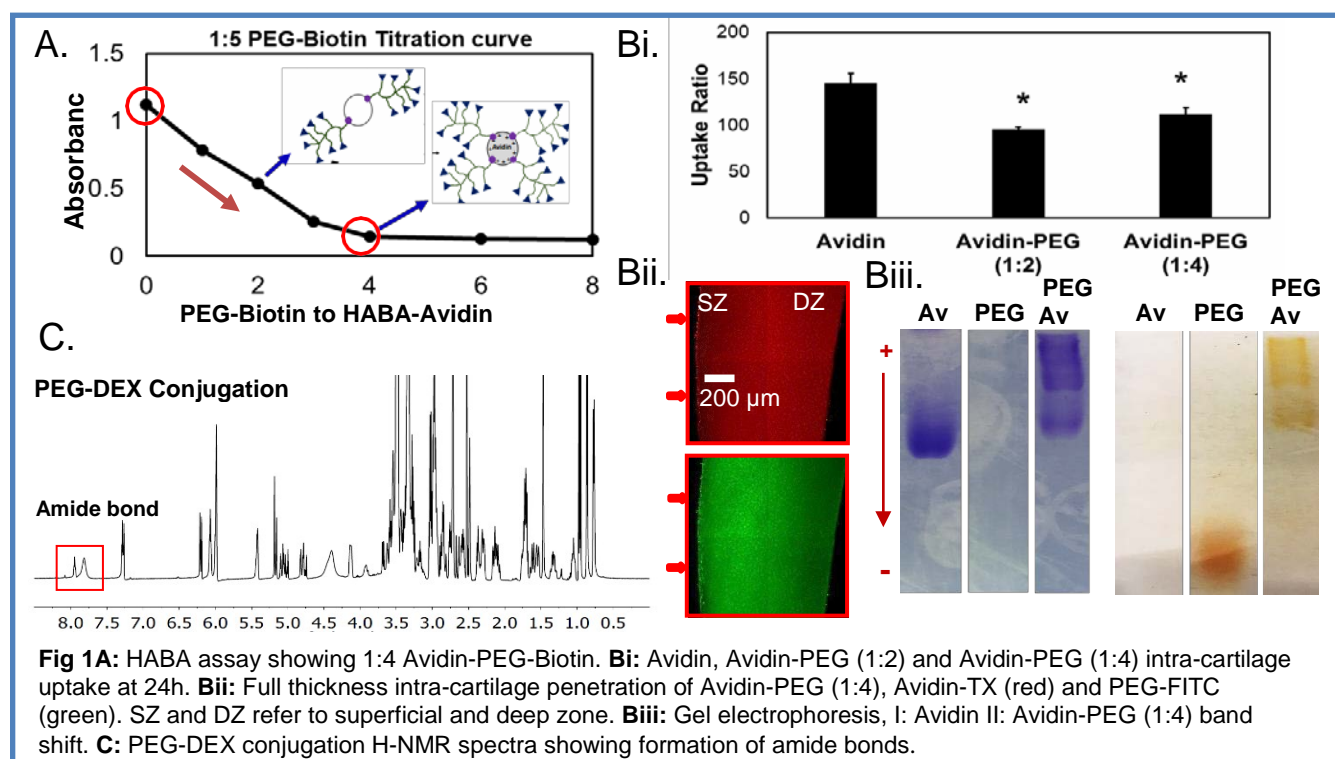 A.
1:5 PEG-Biotin Titration curve
1.5
1
0.5
0
Absorbanc
Avidin
0 2 4 6 8
PEG-Biotin to HABA-Avidin
Bi.
200
150
100
50
0
Uptake Ratio
* *
Avidin Avidin-PEG (1:2) Avidin-PEG (1:4)
C.
PEG-DEX Conjugation
Amide bond
8.0 7.5 7.0 6.5 6.0 5.5 5.0 4.5 4.0 3.5 3.0 2.5 2.0 1.5 1.0 0.5
Bii.
SZ DZ
200 µm
Biii.
Av PEG PEG Av
Av PEG PEG Av
+
-
Fig 1A: HABA assay showing 1:4 Avidin-PEG-Biotin. Bi: Avidin, Avidin-PEG (1:2) and Avidin-PEG (1:4) intra-cartilage
uptake at 24h. Bii: Full thickness intra-cartilage penetration of Avidin-PEG (1:4), Avidin-TX (red) and PEG-FITC
(green). SZ and DZ refer to superficial and deep zone. Biii: Gel electrophoresis, I: Avidin II: Avidin-PEG (1:4) band
shift. C: PEG-DEX conjugation H-NMR spectra showing formation of amide bonds.